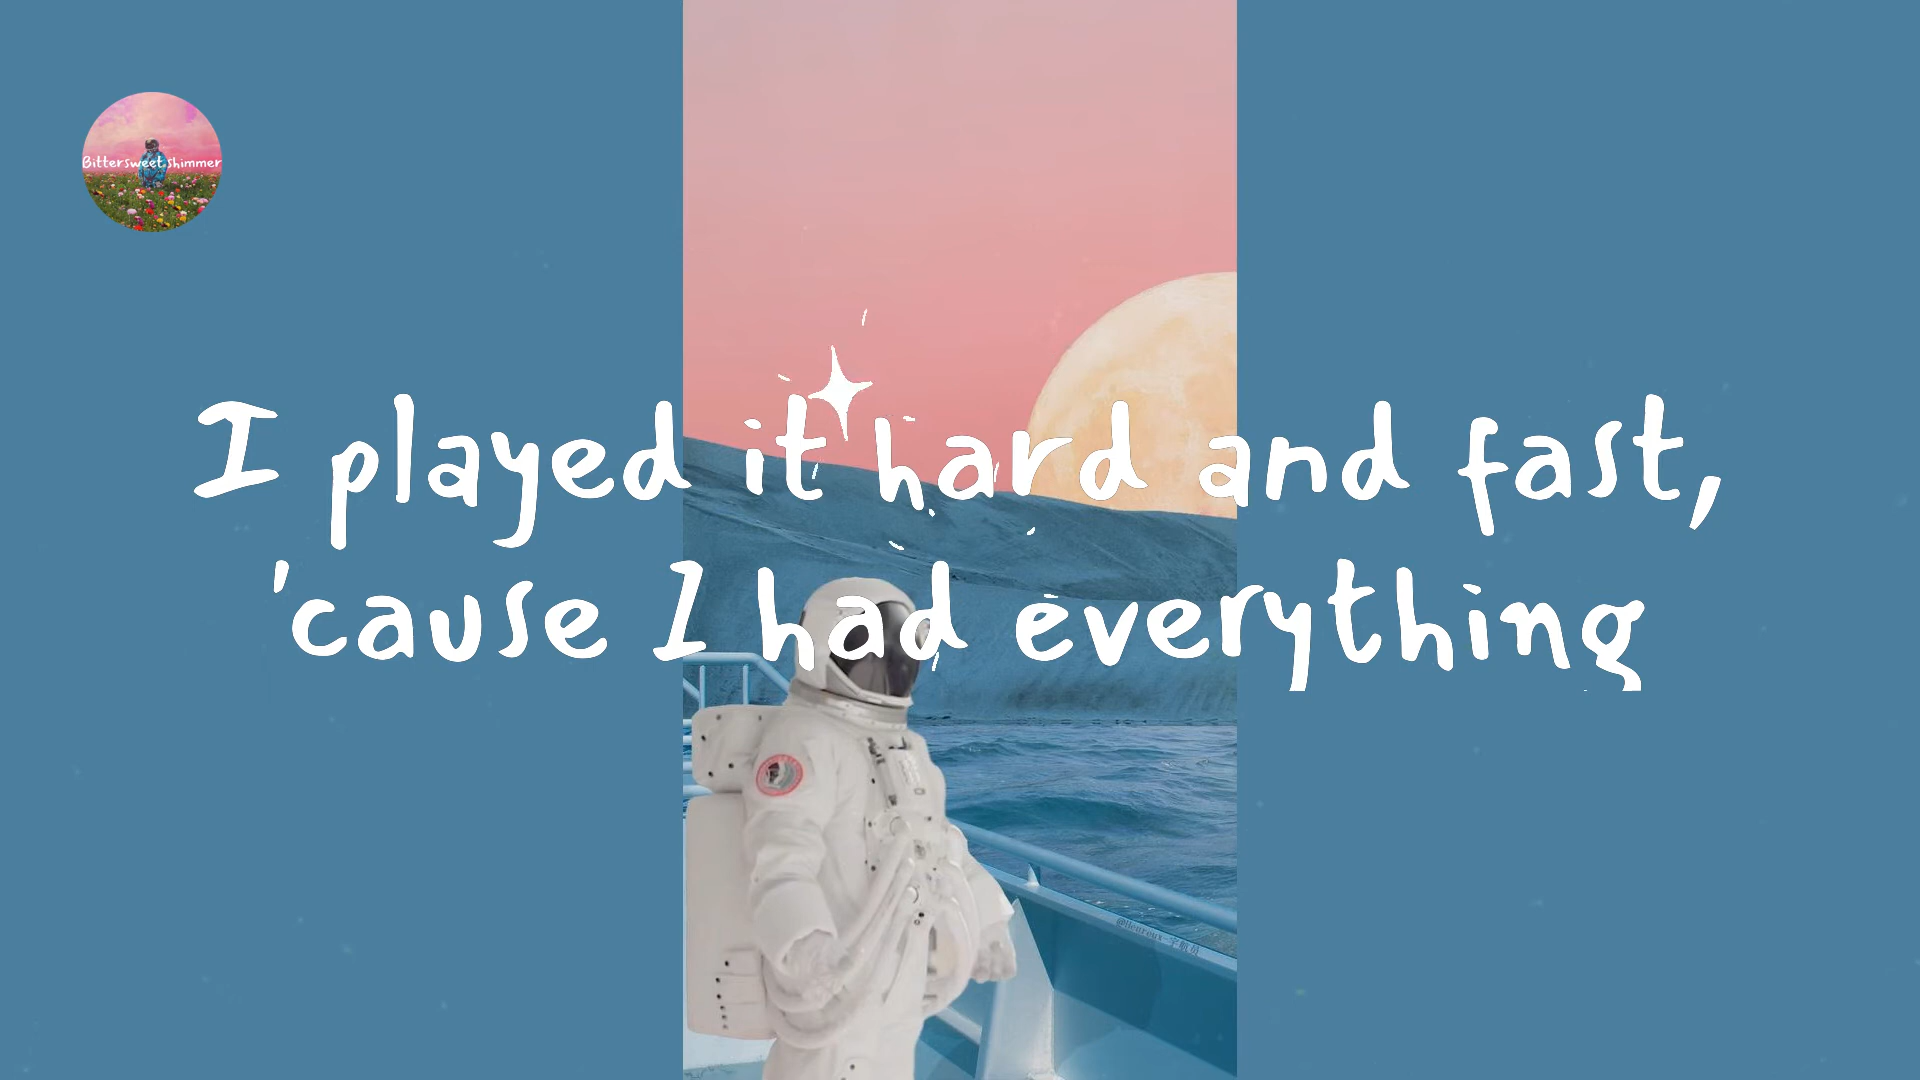 Bittersweet shimmer
I played it hard and fast,
'cause I had everything